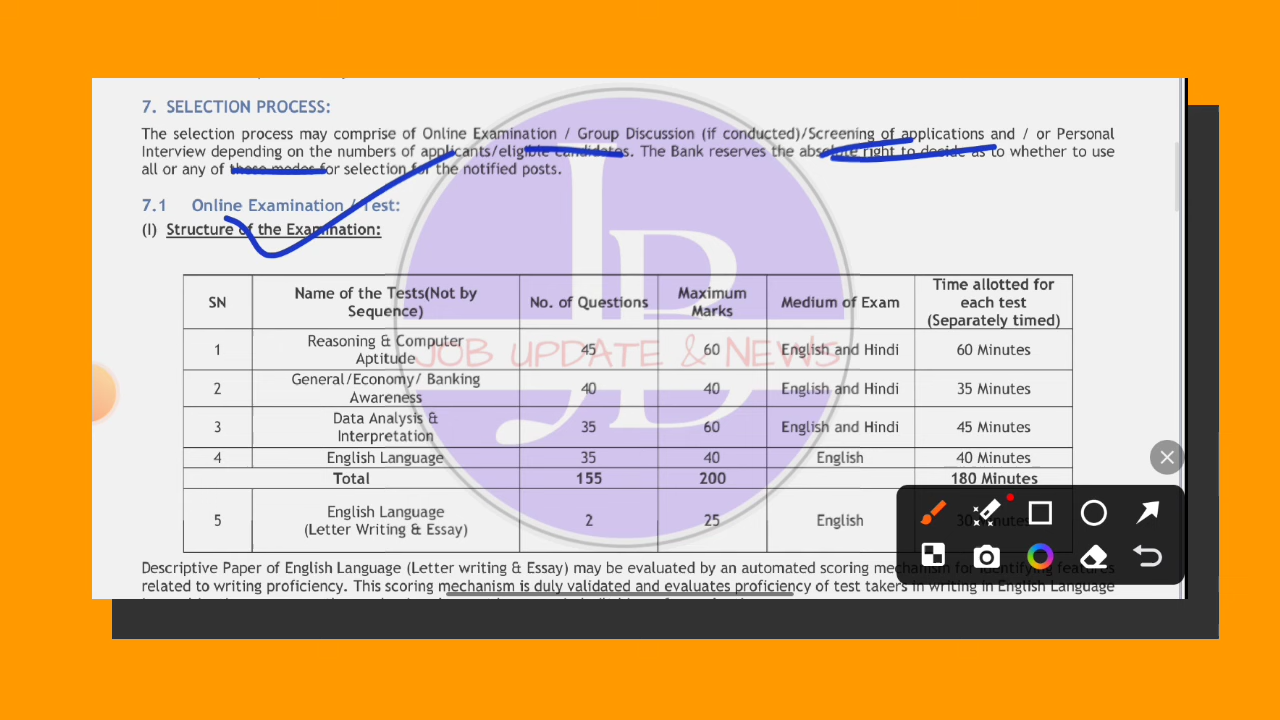 7. SELECTION PROCESS:
The selection process may comprise of Online Examination / Group Discussion (if conducted)/Screening of applications and / or Personal
Interview depending on the numbers of applicants/eligible candidates. The Bank reserves the absolute right to decide as to whether to use
all or any of these modes for selection for the notified posts.
7.1 Online Examination / Test:
(I) Structure of the Examination:
SN Name of the Tests(Not by Sequence) No. of Questions Maximum Marks Medium of Exam Time allotted for each test (Separately timed)
1 Reasoning & Computer Aptitude 45 60 English and Hindi 60 Minutes
2 General/Economy/ Banking Awareness 40 40 English and Hindi 35 Minutes
3 Data Analysis & Interpretation 35 60 English and Hindi 45 Minutes
4 English Language 35 40 English 40 Minutes
Total 155 200 180 Minutes
5 English Language (Letter Writing & Essay) 2 25 English 30 Minutes
JOB UPDATE & NEWS
Descriptive Paper of English Language (Letter writing & Essay) may be evaluated by an automated scoring mechanism for identifying features
related to writing proficiency. This scoring mechanism is duly validated and evaluates proficiency of test takers in writing in English Language